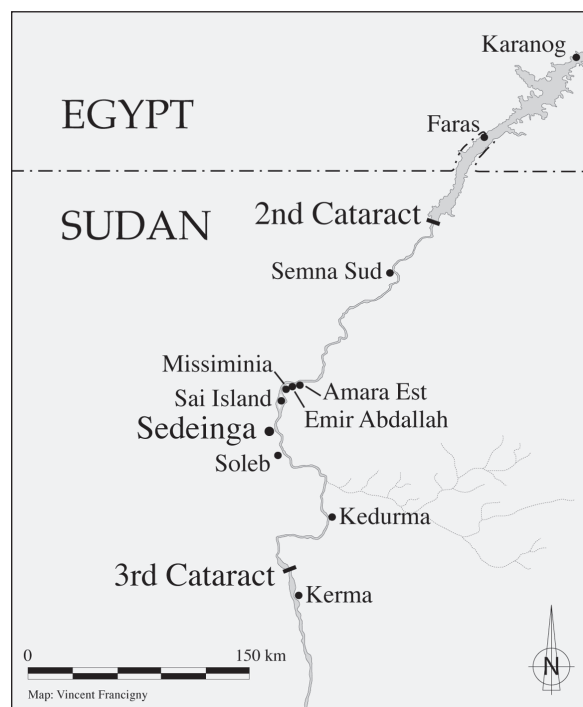 Karanog
EGYPT
Faras
2nd Cataract
SUDAN
Semna Sud
Missiminia
Amara Est
Sai Island
Emir Abdallah
Sedeinga
Soleb
Kedurma
3rd Cataract
Kerma
0 150 km
N
Map: Vincent Francigny